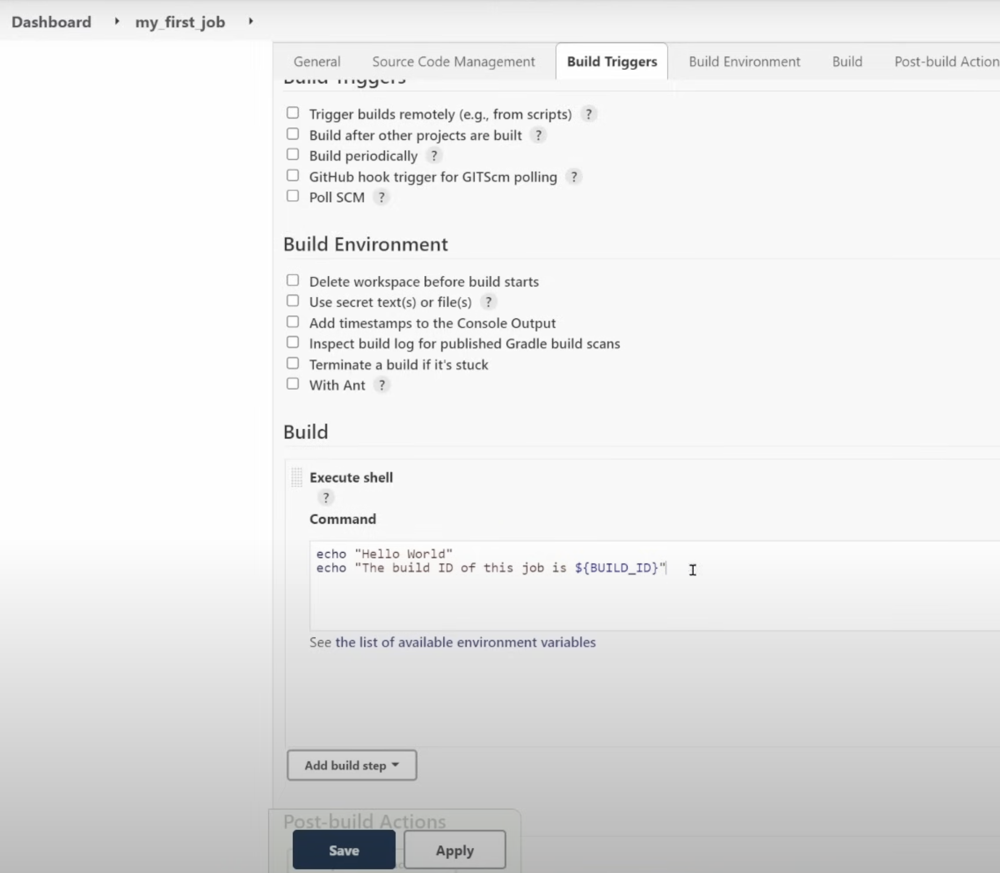 Dashboard ▸ my_first_job ▸
General Source Code Management Build Triggers Build Environment Build Post-build Action
Build Triggers
Trigger builds remotely (e.g., from scripts) ?
Build after other projects are built ?
Build periodically ?
GitHub hook trigger for GITScm polling ?
Poll SCM ?
Build Environment
Delete workspace before build starts
Use secret text(s) or file(s) ?
Add timestamps to the Console Output
Inspect build log for published Gradle build scans
Terminate a build if it's stuck
With Ant ?
Build
Execute shell
?
Command
echo "Hello World"
echo "The build ID of this job is ${BUILD_ID}"
See the list of available environment variables
Add build step
Post-build Actions
Save Apply